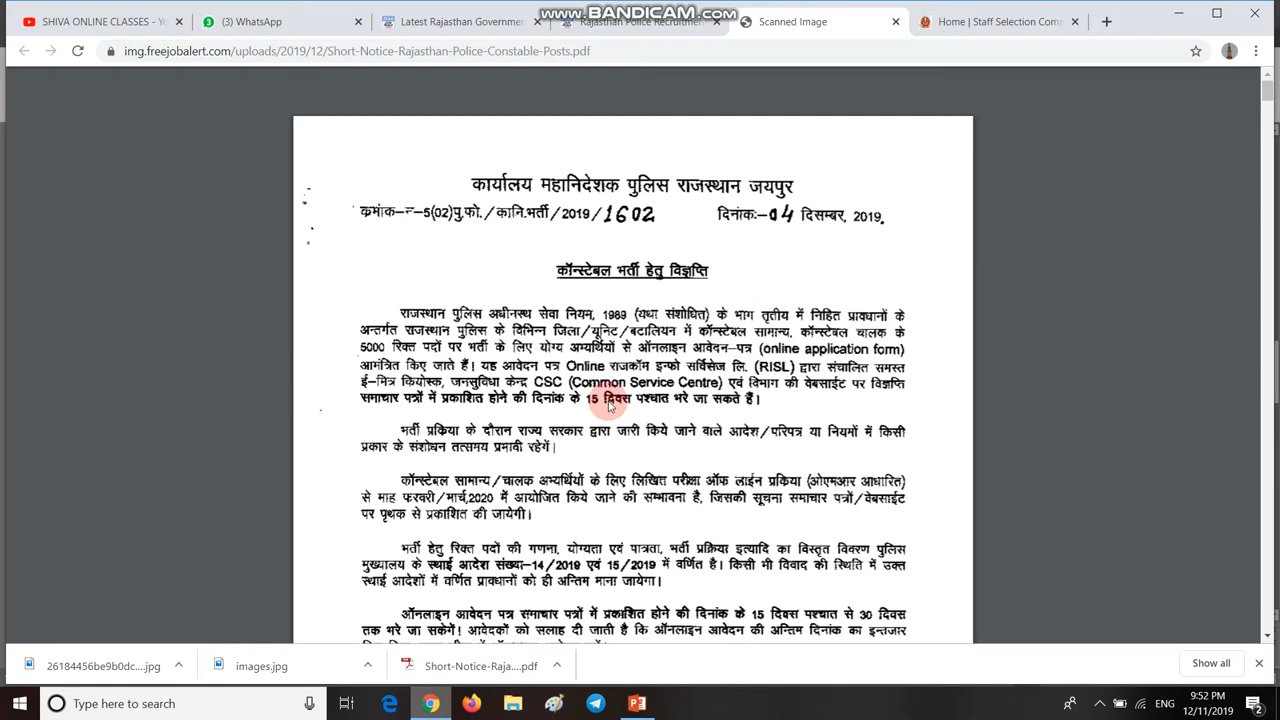 www.BANDICAM.com
SHIVA ONLINE CLASSES - Yo
(3) WhatsApp
Latest Rajasthan Government
Rajasthan Police Recruitmen
Scanned Image
Home | Staff Selection Com
img.freejobalert.com/uploads/2019/12/Short-Notice-Rajasthan-Police-Constable-Posts.pdf
कार्यालय महानिदेशक पुलिस राजस्थान जयपुर
कमांक-न-5(02)पु.फो./कानि.भर्ती/2019/1602 दिनांकः-04 दिसम्बर, 2019.
कॉन्स्टेबल भर्ती हेतु विज्ञप्ति
राजस्थान पुलिस अधीनस्थ सेवा नियम, 1989 (यथा संशोधित) के भाग तृतीय में निहित प्रावधानों के
अन्तर्गत राजस्थान पुलिस के विभिन्न जिला/यूनिट/बटालियन में कॉन्स्टेबल सामान्य, कॉन्स्टेबल चालक के
5000 रिक्त पदों पर भर्ती के लिए योग्य अभ्यर्थियों से ऑनलाइन आवेदन-पत्र (online application form)
आमंत्रित किए जाते हैं। यह आवेदन पत्र Online राजकॉम इन्फो सर्विसेज लि. (RISL) द्वारा संचालित समस्त
ई-मित्र कियोस्क, जनसुविधा केन्द्र CSC (Common Service Centre) एवं विभाग की वेबसाईट पर विज्ञप्ति
समाचार पत्रों में प्रकाशित होने की दिनांक के 15 दिवस पश्चात भरे जा सकते हैं।
भर्ती प्रकिया के दौरान राज्य सरकार द्वारा जारी किये जाने वाले आदेश/परिपत्र या नियमों में किसी
प्रकार के संशोधन तत्समय प्रभावी रहेगें।
कॉन्स्टेबल सामान्य/चालक अभ्यर्थियों के लिए लिखित परीक्षा ऑफ लाईन प्रकिया (ओएमआर आधारित)
से माह फरवरी/मार्च,2020 में आयोजित किये जाने की सम्भावना है, जिसकी सूचना समाचार पत्रों/वेबसाईट
पर पृथक से प्रकाशित की जायेगी।
भर्ती हेतु रिक्त पदों की गणना, योग्यता एवं पात्रता, भर्ती प्रक्रिया इत्यादि का विस्तृत विवरण पुलिस
मुख्यालय के स्थाई आदेश संख्या-14/2019 एवं 15/2019 में वर्णित है। किसी भी विवाद की स्थिति में उक्त
स्थाई आदेशों में वर्णित प्रावधानों को ही अन्तिम माना जायेगा।
ऑनलाइन आवेदन पत्र समाचार पत्रों में प्रकाशित होने की दिनांक के 15 दिवस पश्चात से 30 दिवस
तक भरे जा सकेगें। आवेदकों को सलाह दी जाती है कि ऑनलाइन आवेदन की अन्तिम दिनांक का इन्तजार
26184456be9b0dc....jpg
images.jpg
Short-Notice-Raja....pdf
Show all
Type here to search
ENG
9:52 PM
12/11/2019
2